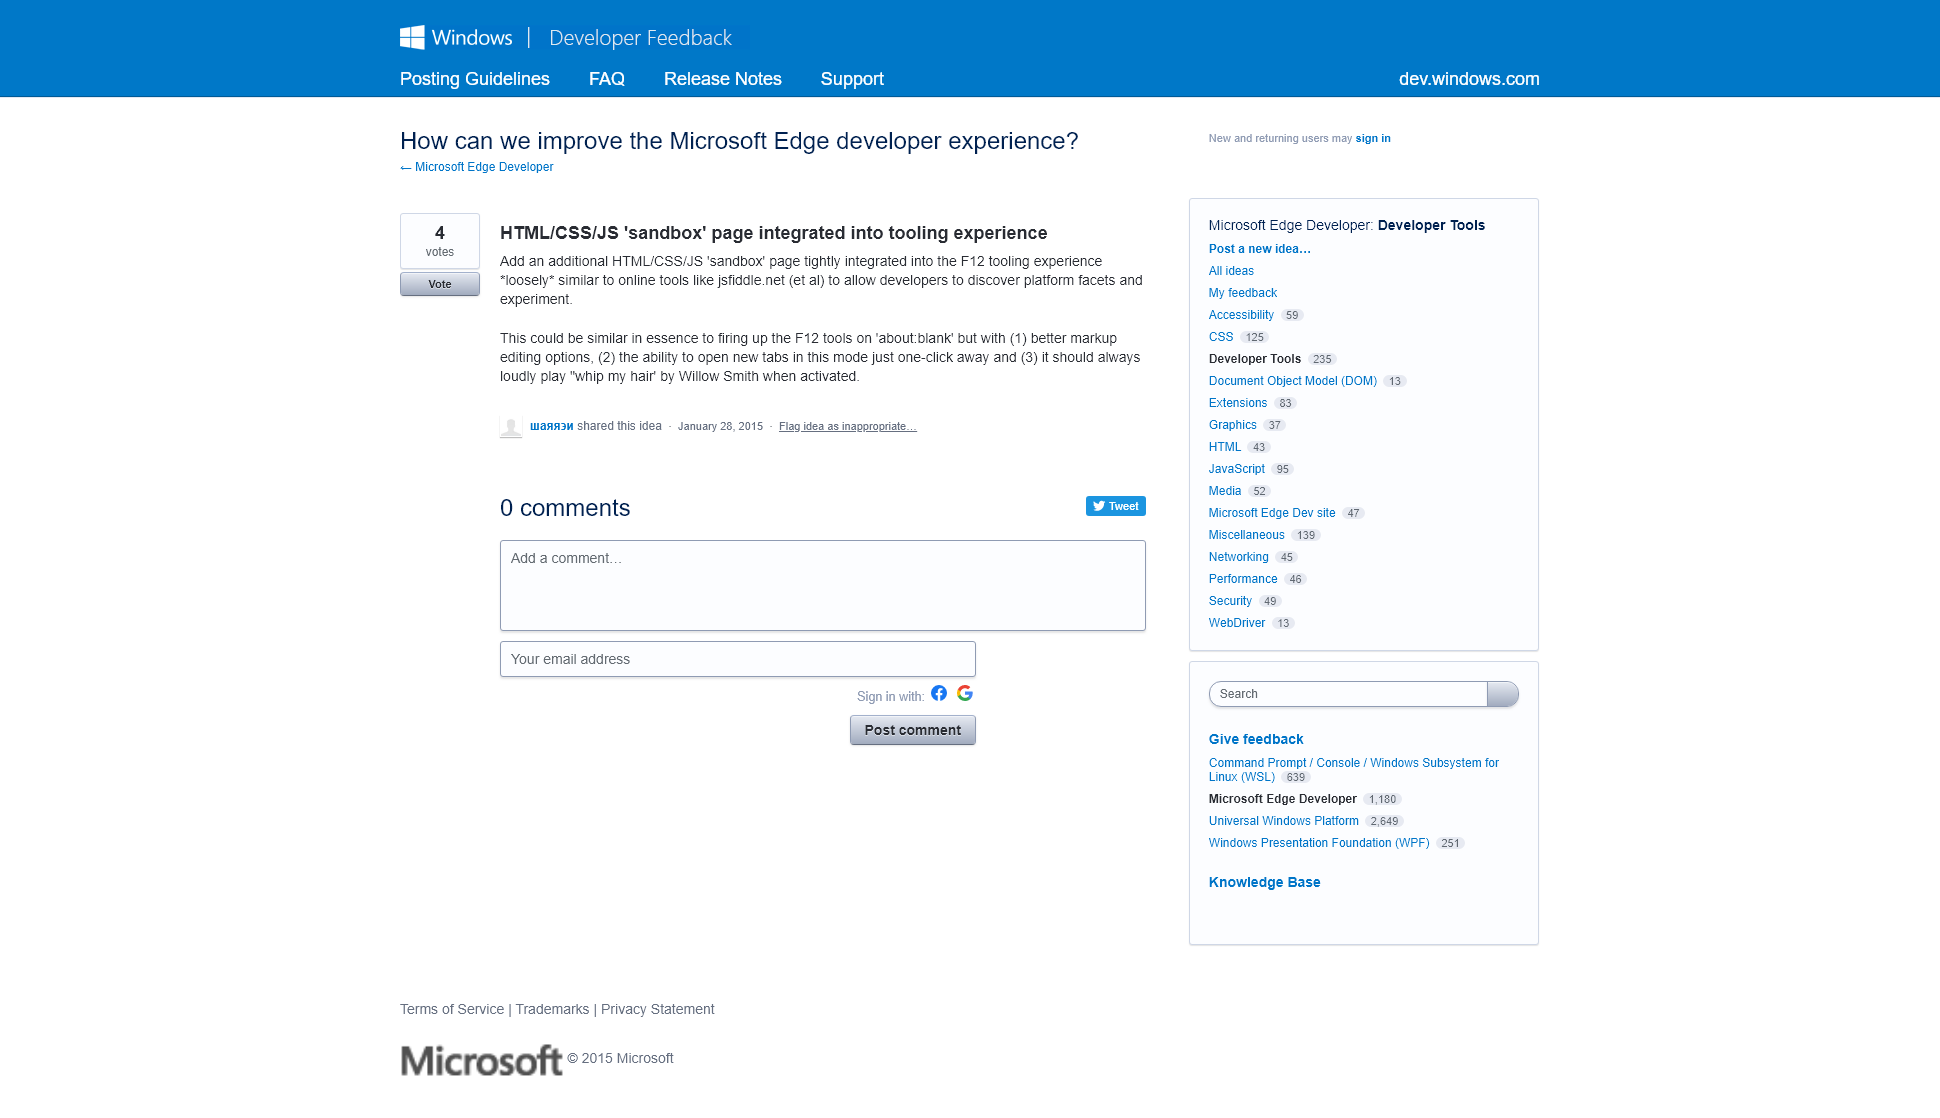 Windows | Developer Feedback
Posting Guidelines FAQ Release Notes Support dev.windows.com
How can we improve the Microsoft Edge developer experience?
← Microsoft Edge Developer
New and returning users may sign in
4
votes
Vote
HTML/CSS/JS 'sandbox' page integrated into tooling experience
Add an additional HTML/CSS/JS 'sandbox' page tightly integrated into the F12 tooling experience
*loosely* similar to online tools like jsfiddle.net (et al) to allow developers to discover platform facets and
experiment.
This could be similar in essence to firing up the F12 tools on 'about:blank' but with (1) better markup
editing options, (2) the ability to open new tabs in this mode just one-click away and (3) it should always
loudly play "whip my hair' by Willow Smith when activated.
шаяяэи shared this idea · January 28, 2015 · Flag idea as inappropriate…
0 comments
Tweet
Add a comment…
Your email address
Sign in with:
Post comment
Microsoft Edge Developer: Developer Tools
Post a new idea…
All ideas
My feedback
Accessibility 59
CSS 125
Developer Tools 235
Document Object Model (DOM) 13
Extensions 83
Graphics 37
HTML 43
JavaScript 95
Media 52
Microsoft Edge Dev site 47
Miscellaneous 139
Networking 45
Performance 46
Security 49
WebDriver 13
Search
Give feedback
Command Prompt / Console / Windows Subsystem for
Linux (WSL) 639
Microsoft Edge Developer 1,180
Universal Windows Platform 2,649
Windows Presentation Foundation (WPF) 251
Knowledge Base
Terms of Service | Trademarks | Privacy Statement
Microsoft © 2015 Microsoft